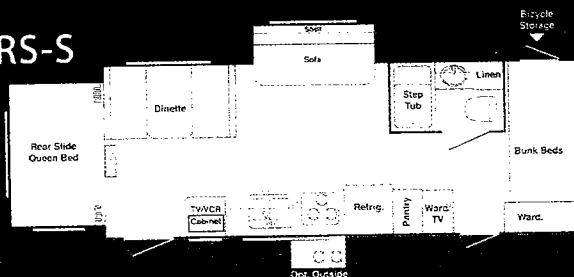 RS-S
Bicycle
Storage
Sofa
Linen
Step
Tub
Dinette
Rear Slide
Queen Bed
Bunk Beds
TV/VCR
Cabinet
Refrig.
Pantry
Ward/
TV
Ward.
Opt. Outside